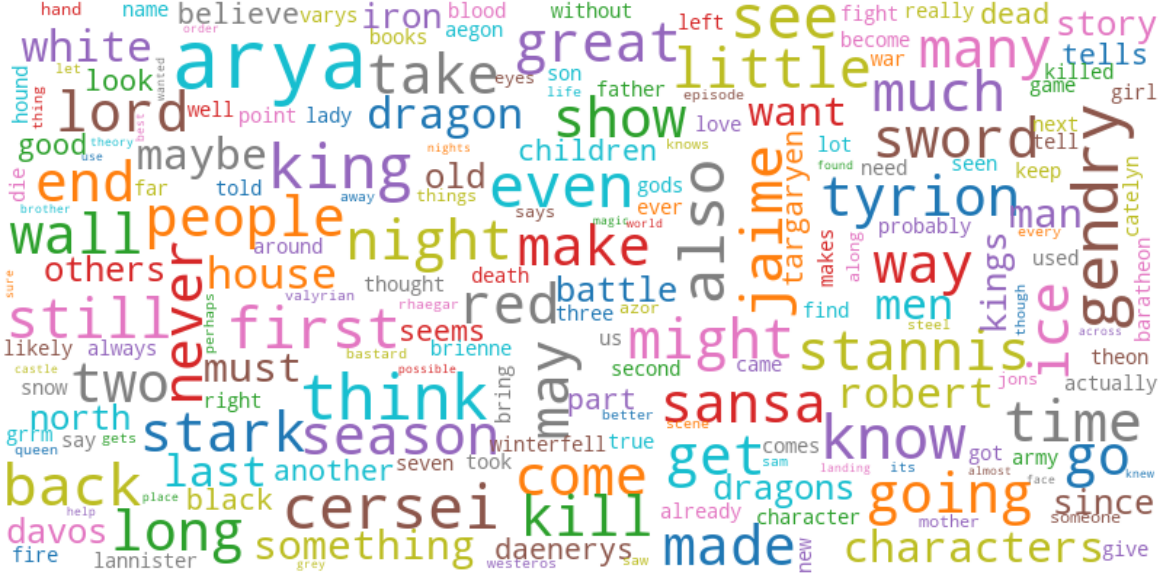 hand
name
believe
varys
iron
blood
without
left
see
fight
really
dead
story
order
white
arya
books
aegon
great
become
many
tells
let
look
wanted
take
eyes
son
life
father
little
war
killed
game
girl
hound
thing
lord
well
point
lady
dragon
show
episode
love
want
much
sword
next
tell
good
theory
use
best
maybe
king
nights
old
children
knows
lot
found
need
seen
keep
gendry
die
end
far
told
away
things
even
gods
ever
also
jaime
targaryen
tyrion
man
catelyn
brother
people
says
magic
world
probably
every
wall
never
around
night
make
makes
along
way
kings
used
others
house
thought
death
sure
valyrian
rhaegar
red
battle
three
azor
find
men
though
ice
baratheon
still
perhaps
first
seems
us
might
steel
across
likely
always
bastard
brienne
came
stannis
theon
castle
snow
two
must
possible
bring
may
second
robert
jons
actually
right
think
part
better
sansa
north
time
grrm
say
gets
stark
season
winterfell
true
scene
know
queen
last
another
seven
took
come
get
comes
sam
landing
its
got
almost
army
go
knew
back
place
black
cersei
dragons
going
face
since
help
davos
long
kill
already
character
mother
someone
fire
lannister
something
grey
daenerys
westeros
saw
made
new
characters
give